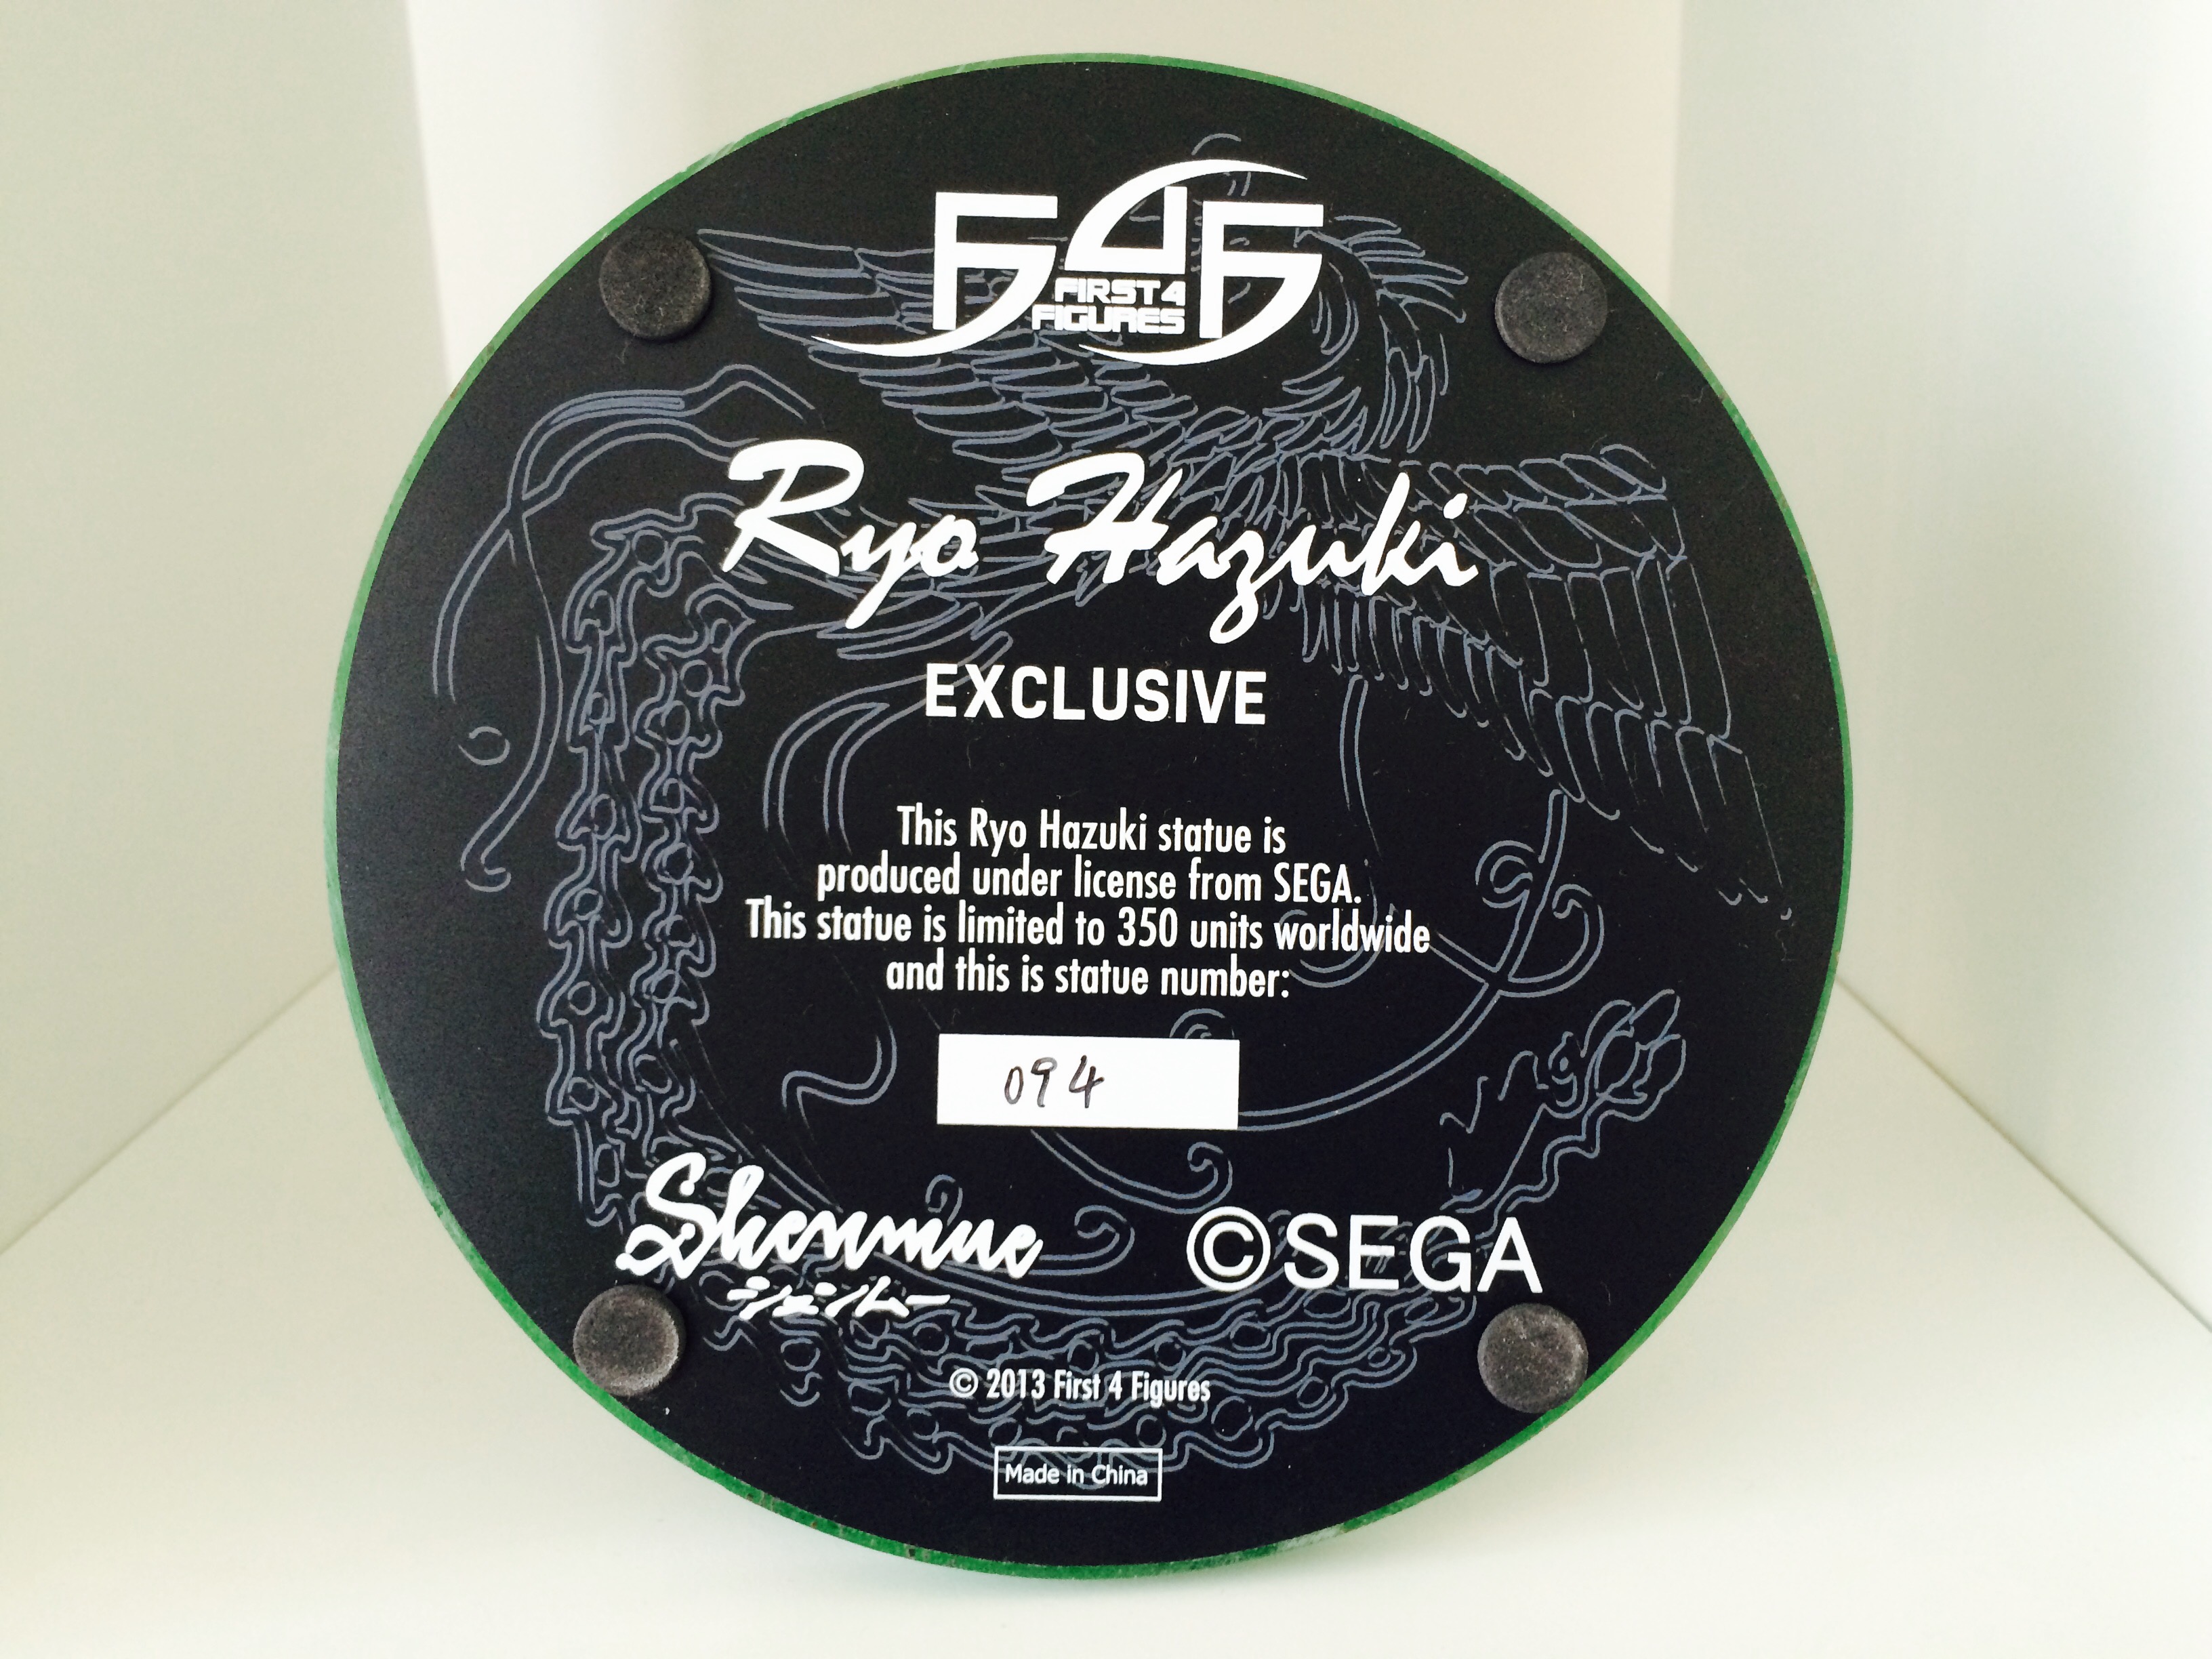 F4F
FIRST 4
FIGURES
Ryo Hazuki
EXCLUSIVE
This Ryo Hazuki statue is
produced under license from SEGA.
This statue is limited to 350 units worldwide
and this is statue number:
094
Shenmue
シェンムー
©SEGA
© 2013 First 4 Figures
Made in China